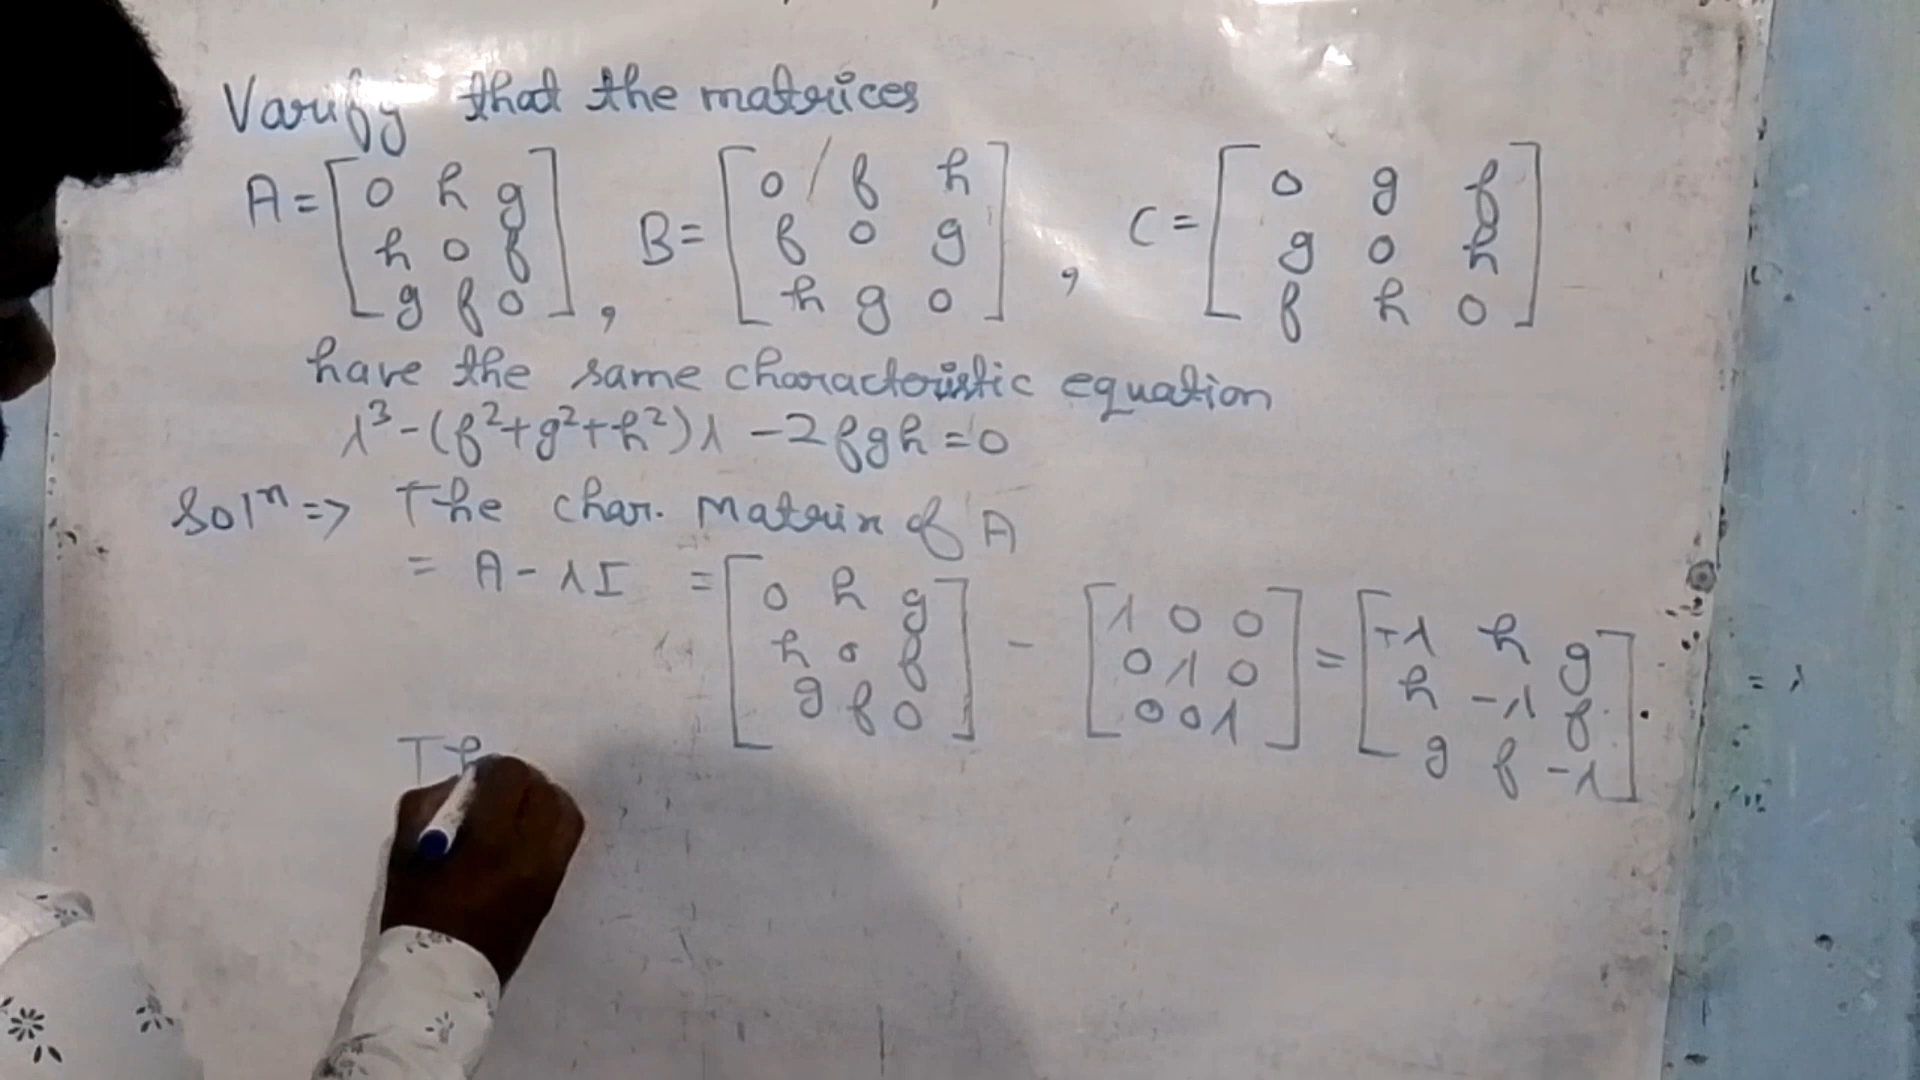 Varify that the matrices
A = [0 h g; h 0 f; g f 0], B = [0 f h; f 0 g; h g 0], C = [0 g f; g 0 h; f h 0]
have the same characteristic equation
λ³-(f²+g²+h²)λ -2fgh=0
Solⁿ => The char. Matrix of A
= A-λI = [0 h g; h 0 f; g f 0] - [λ 0 0; 0 λ 0; 0 0 λ] = [-λ h g; h -λ f; g f -λ]
Th